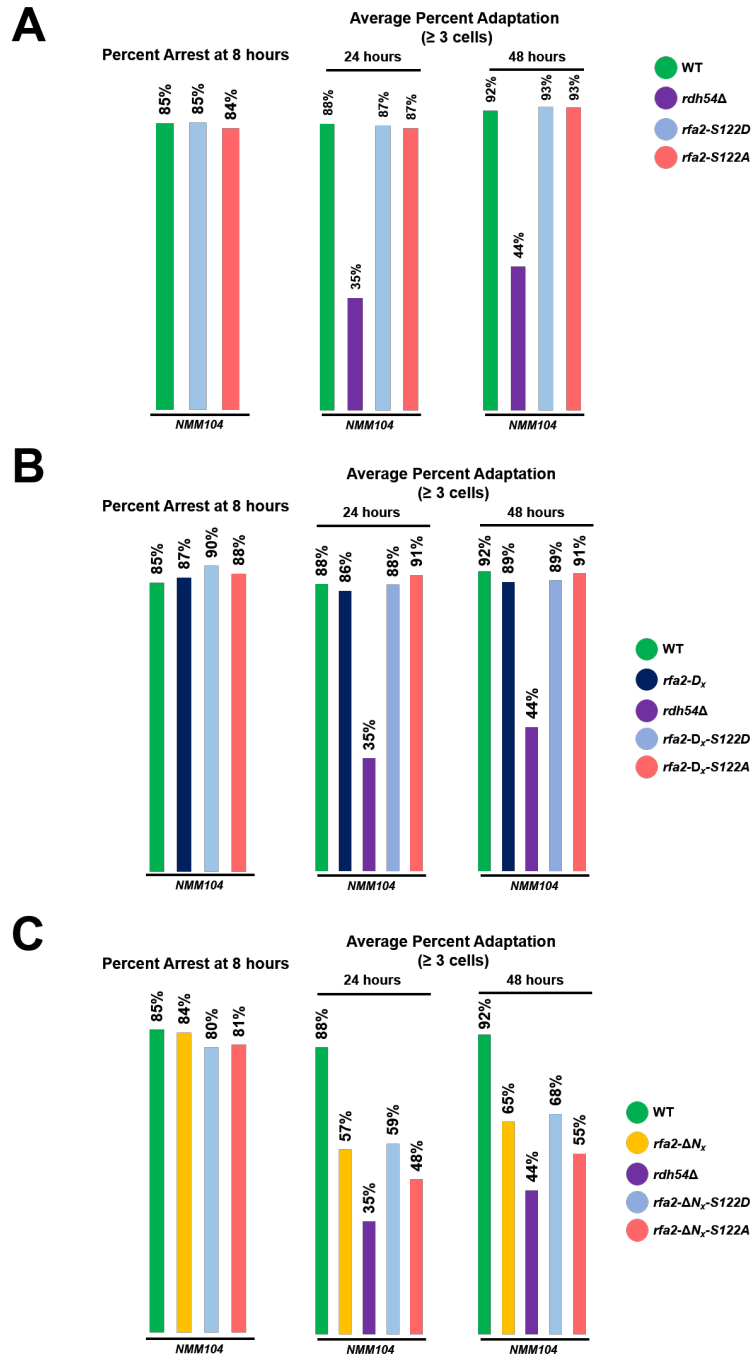 A
Percent Arrest at 8 hours
Average Percent Adaptation
(≥ 3 cells)
24 hours
48 hours
85%
85%
84%
88%
35%
87%
87%
92%
44%
93%
93%
NMM104
NMM104
NMM104
WT
rdh54Δ
rfa2-S122D
rfa2-S122A
B
Percent Arrest at 8 hours
Average Percent Adaptation
(≥ 3 cells)
24 hours
48 hours
85%
87%
90%
88%
88%
86%
35%
88%
91%
92%
89%
44%
89%
91%
NMM104
NMM104
NMM104
WT
rfa2-Dx
rdh54Δ
rfa2-Dx-S122D
rfa2-Dx-S122A
C
Percent Arrest at 8 hours
Average Percent Adaptation
(≥ 3 cells)
24 hours
48 hours
85%
84%
80%
81%
88%
57%
35%
59%
48%
92%
65%
44%
68%
55%
NMM104
NMM104
NMM104
WT
rfa2-ΔNx
rdh54Δ
rfa2-ΔNx-S122D
rfa2-ΔNx-S122A